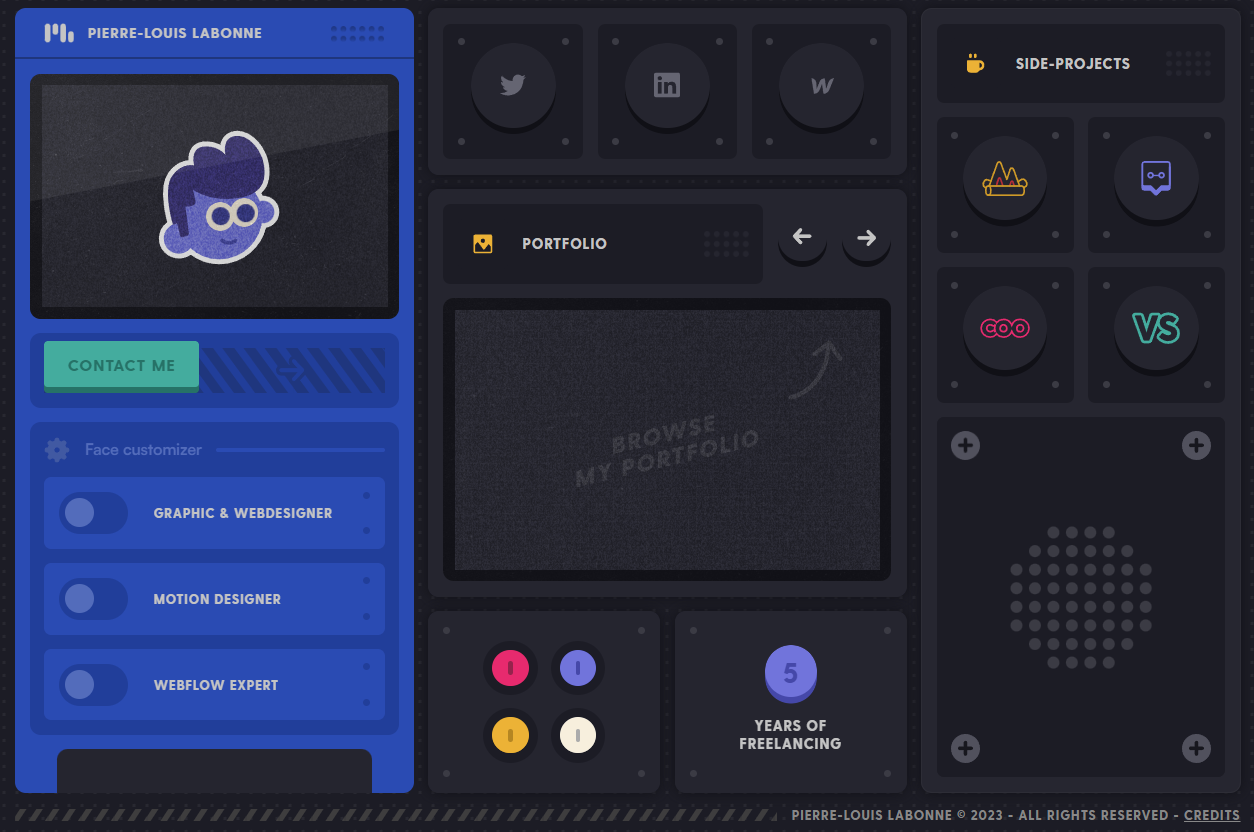 PIERRE-LOUIS LABONNE
CONTACT ME
Face customizer
GRAPHIC & WEBDESIGNER
MOTION DESIGNER
WEBFLOW EXPERT
in
w
PORTFOLIO
BROWSE
MY PORTFOLIO
5
YEARS OF
FREELANCING
SIDE-PROJECTS
COO
VS
PIERRE-LOUIS LABONNE © 2023 - ALL RIGHTS RESERVED - CREDITS